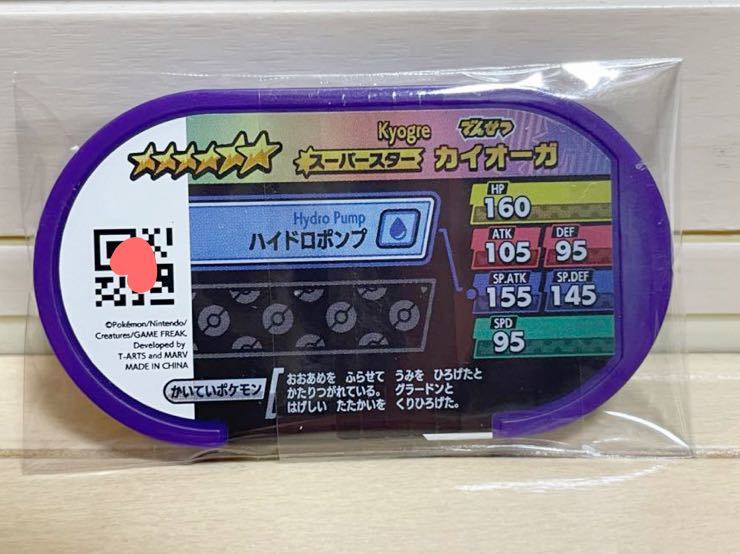 Kyogre でんせつ
スーパースター カイオーガ
Hydro Pump
ハイドロポンプ
HP
160
ATK
105
DEF
95
SP.ATK
155
SP.DEF
145
SPD
95
©Pokémon/Nintendo/
Creatures/GAME FREAK.
Developed by
T-ARTS and MARV
MADE IN CHINA
かいていポケモン
おおあめを ふらせて うみを ひろげたと
かたりつがれている。 グラードンと
はげしい たたかいを くりひろげた。